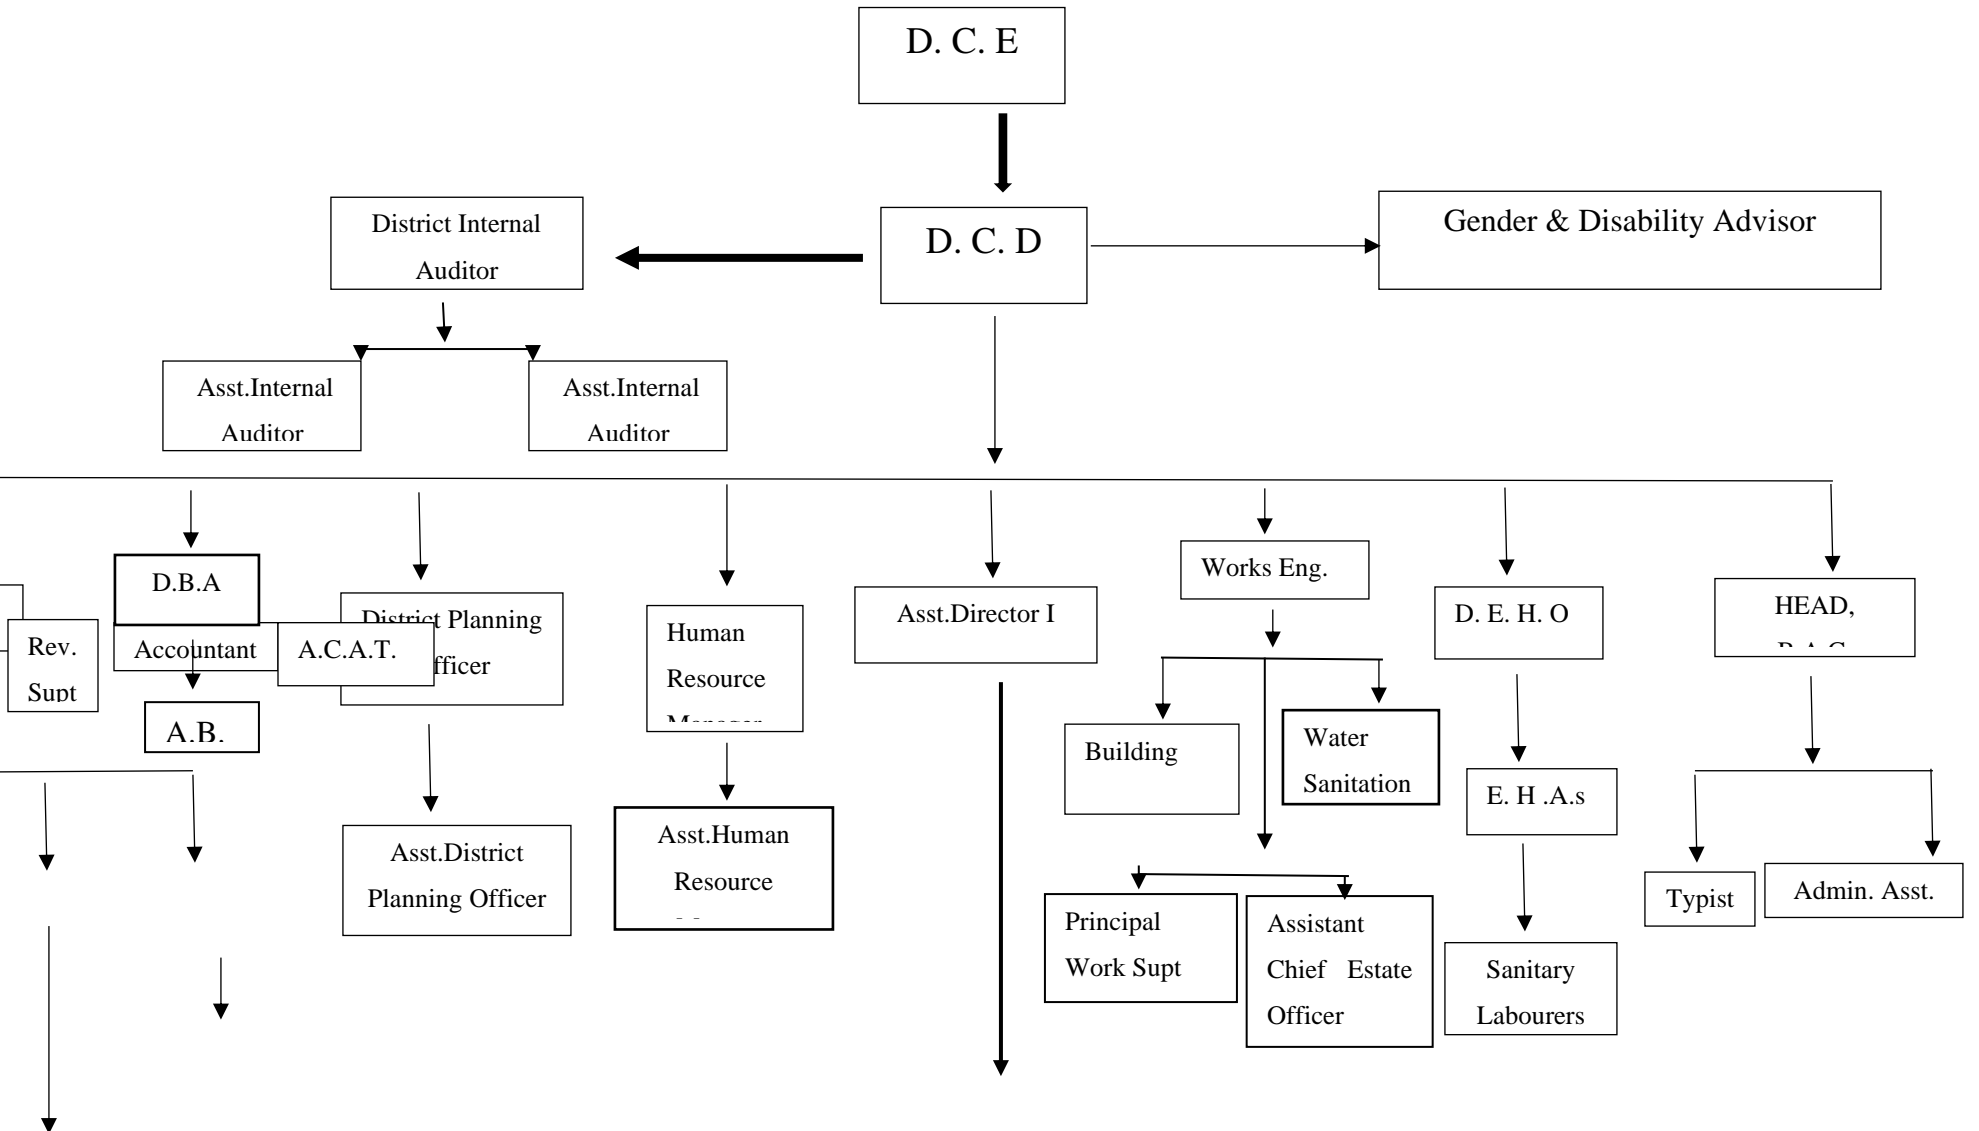 D. C. E
District Internal
Auditor
D. C. D
Gender & Disability Advisor
Asst.Internal
Auditor
Asst.Internal
Auditor
Rev.
Supt
D.B.A
Accountant
A.C.A.T.
A.B.
District Planning
fficer
Asst.District
Planning Officer
Human
Resource
Manager
Asst.Human
Resource
Asst.Director I
Works Eng.
Building
Water
Sanitation
Principal
Work Supt
Assistant
Chief Estate
Officer
D. E. H. O
E. H .A.s
Sanitary
Labourers
HEAD,
Typist
Admin. Asst.